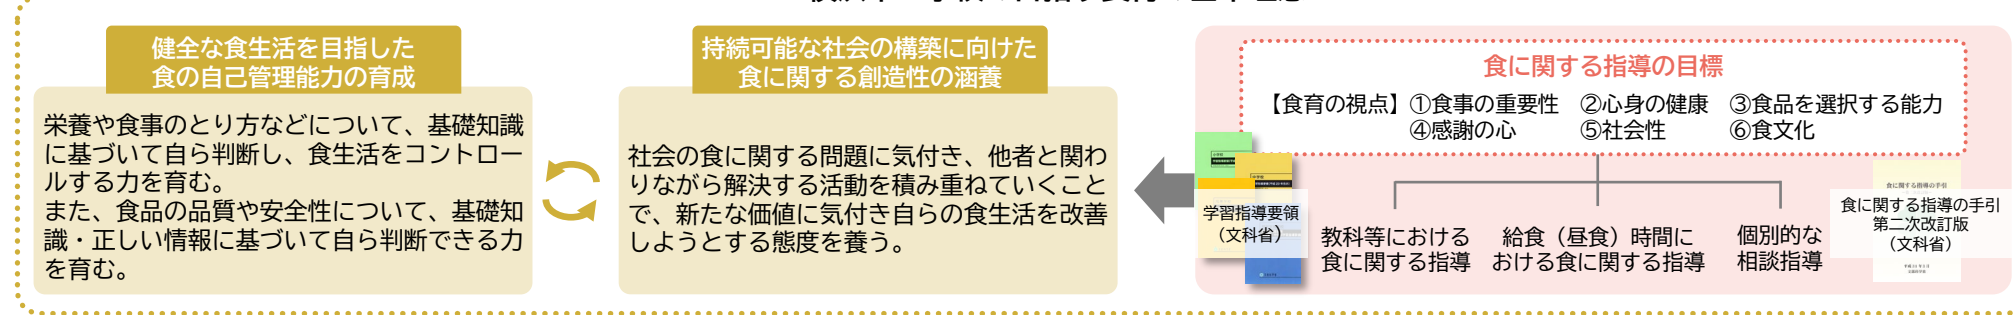 健全な食生活を目指した
食の自己管理能力の育成
栄養や食事のとり方などについて、基礎知識
に基づいて自ら判断し、食生活をコントロー
ルする力を育む。
また、食品の品質や安全性について、基礎知
識・正しい情報に基づいて自ら判断できる力
を育む。
持続可能な社会の構築に向けた
食に関する創造性の涵養
社会の食に関する問題に気付き、他者と関わ
りながら解決する活動を積み重ねていくこと
で、新たな価値に気付き自らの食生活を改善
しようとする態度を養う。
食に関する指導の目標
【食育の視点】①食事の重要性 ②心身の健康 ③食品を選択する能力
④感謝の心 ⑤社会性 ⑥食文化
学習指導要領
（文科省）
教科等における
食に関する指導
給食（昼食）時間に
おける食に関する指導
個別的な
相談指導
食に関する指導の手引
食に関する指導の手引
第二次改訂版
（文科省）